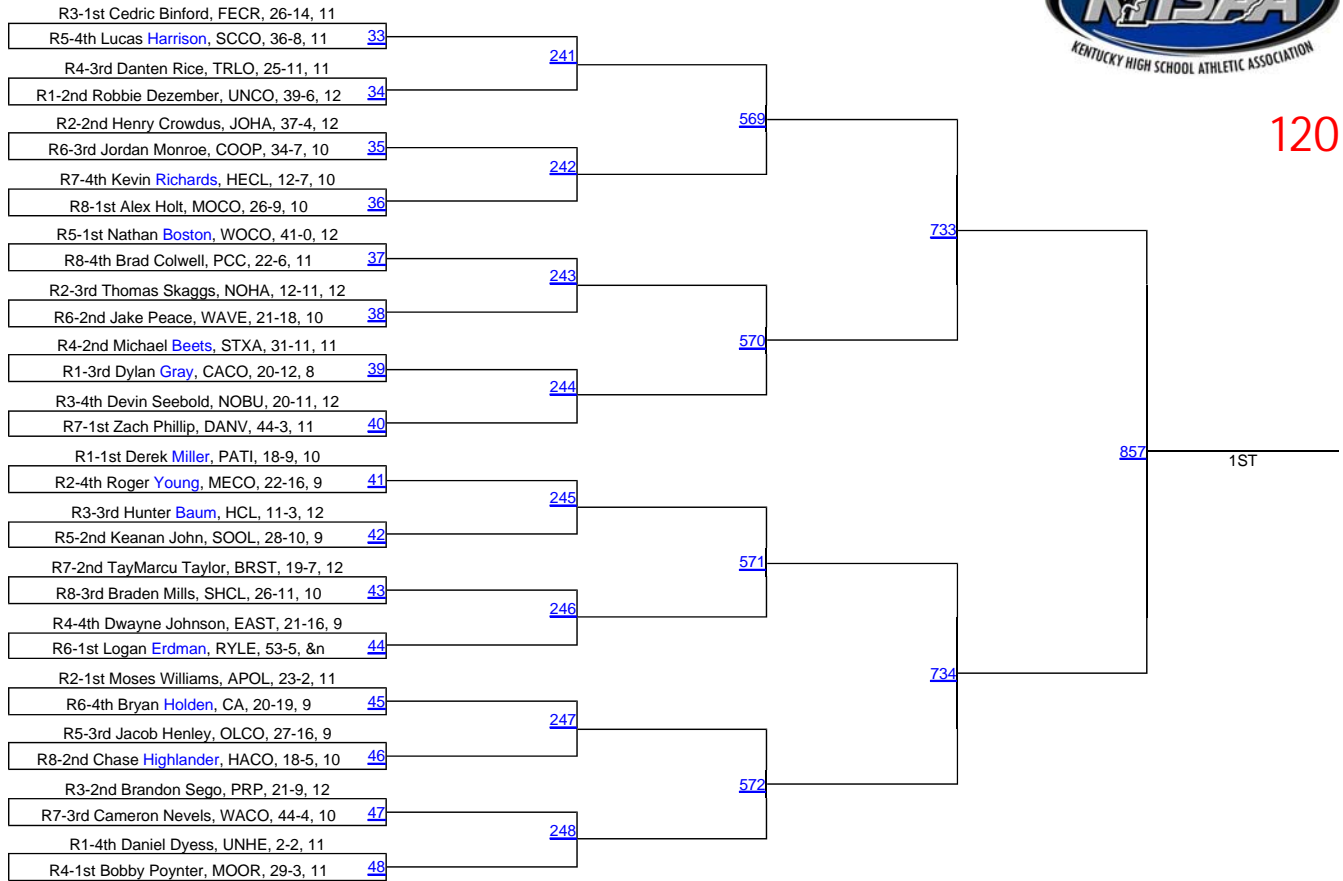 KHSAA
KENTUCKY HIGH SCHOOL ATHLETIC ASSOCIATION
120
R3-1st Cedric Binford, FECR, 26-14, 11
R5-4th Lucas Harrison, SCCO, 36-8, 11 33
241
R4-3rd Danten Rice, TRLO, 25-11, 11
R1-2nd Robbie Dezember, UNCO, 39-6, 12 34
569
R2-2nd Henry Crowdus, JOHA, 37-4, 12
R6-3rd Jordan Monroe, COOP, 34-7, 10 35
242
R7-4th Kevin Richards, HECL, 12-7, 10
R8-1st Alex Holt, MOCO, 26-9, 10 36
733
R5-1st Nathan Boston, WOCO, 41-0, 12
R8-4th Brad Colwell, PCC, 22-6, 11 37
243
R2-3rd Thomas Skaggs, NOHA, 12-11, 12
R6-2nd Jake Peace, WAVE, 21-18, 10 38
570
R4-2nd Michael Beets, STXA, 31-11, 11
R1-3rd Dylan Gray, CACO, 20-12, 8 39
244
R3-4th Devin Seebold, NOBU, 20-11, 12
R7-1st Zach Phillip, DANV, 44-3, 11 40
857
1ST
R1-1st Derek Miller, PATI, 18-9, 10
R2-4th Roger Young, MECO, 22-16, 9 41
245
R3-3rd Hunter Baum, HCL, 11-3, 12
R5-2nd Keanan John, SOOL, 28-10, 9 42
571
R7-2nd TayMarcu Taylor, BRST, 19-7, 12
R8-3rd Braden Mills, SHCL, 26-11, 10 43
246
R4-4th Dwayne Johnson, EAST, 21-16, 9
R6-1st Logan Erdman, RYLE, 53-5, &n 44
734
R2-1st Moses Williams, APOL, 23-2, 11
R6-4th Bryan Holden, CA, 20-19, 9 45
247
R5-3rd Jacob Henley, OLCO, 27-16, 9
R8-2nd Chase Highlander, HACO, 18-5, 10 46
572
R3-2nd Brandon Sego, PRP, 21-9, 12
R7-3rd Cameron Nevels, WACO, 44-4, 10 47
248
R1-4th Daniel Dyess, UNHE, 2-2, 11
R4-1st Bobby Poynter, MOOR, 29-3, 11 48